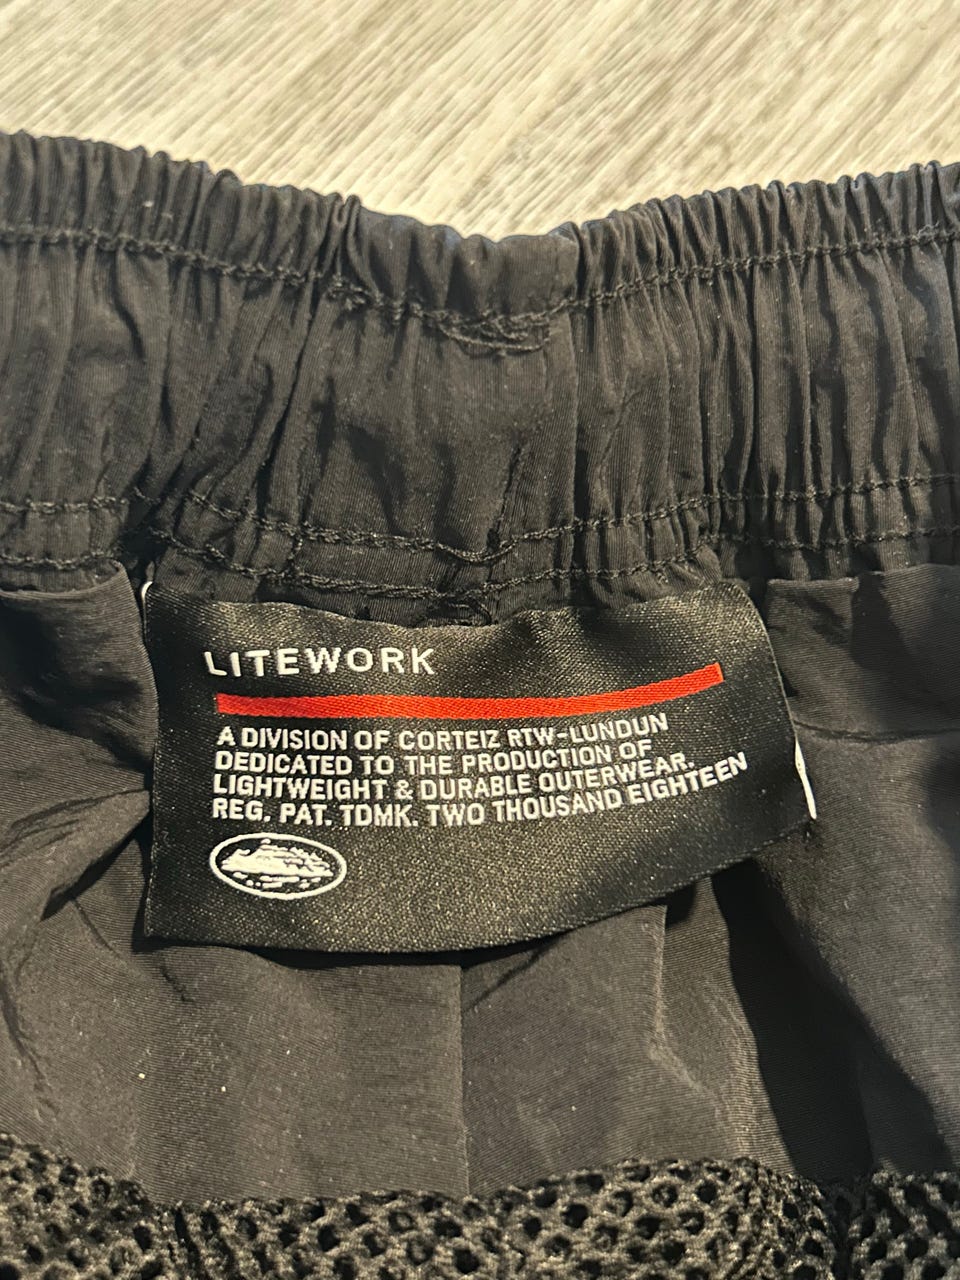 LITEWORK
A DIVISION OF CORTEIZ RTW-LUNDUN
DEDICATED TO THE PRODUCTION OF
LIGHTWEIGHT & DURABLE OUTERWEAR.
REG. PAT. TDMK. TWO THOUSAND EIGHTEEN